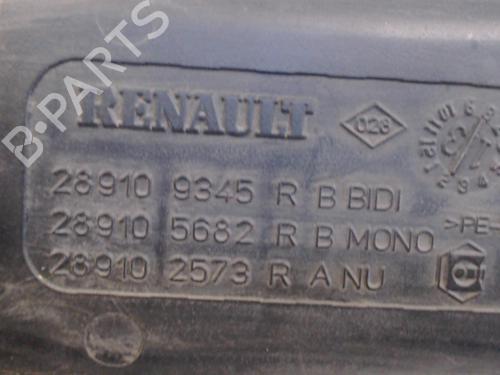 RENAULT
028
28910 9345 R B BIDI
28910 5682 R B MONO
28910 2573 R A NU
>PE-
B-PARTS